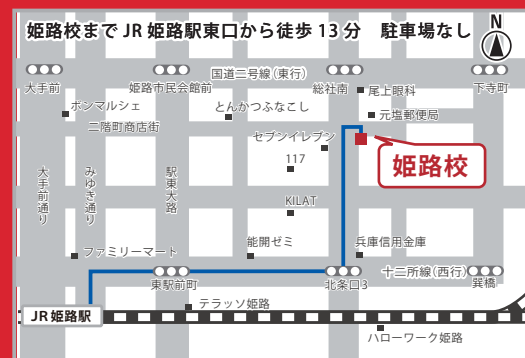 姫路校まで JR 姫路駅東口から徒歩 13 分　駐車場なし
N
国道二号線(東行)
大手前
姫路市民会館前
総社南
尾上眼科
下寺町
ボンマルシェ
とんかつふなこし
元塩郵便局
二階町商店街
セブンイレブン
姫路校
117
大手前通り
みゆき通り
駅東大路
KILAT
ファミリーマート
能開ゼミ
兵庫信用金庫
十二所線(西行)
東駅前町
北条口3
巽橋
テラッソ姫路
JR 姫路駅
ハローワーク姫路